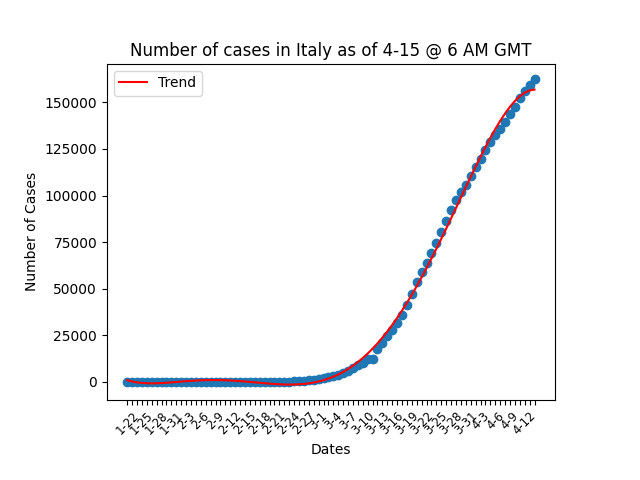 Number of cases in Italy as of 4-15 @ 6 AM GMT
Trend
Number of Cases
150000
125000
100000
75000
50000
25000
0
1-22 1-25 1-28 1-31 2-3 2-6 2-9 2-12 2-15 2-18 2-21 2-24 2-27 3-1 3-4 3-7 3-10 3-13 3-16 3-19 3-22 3-25 3-28 3-31 4-3 4-6 4-9 4-12
Dates